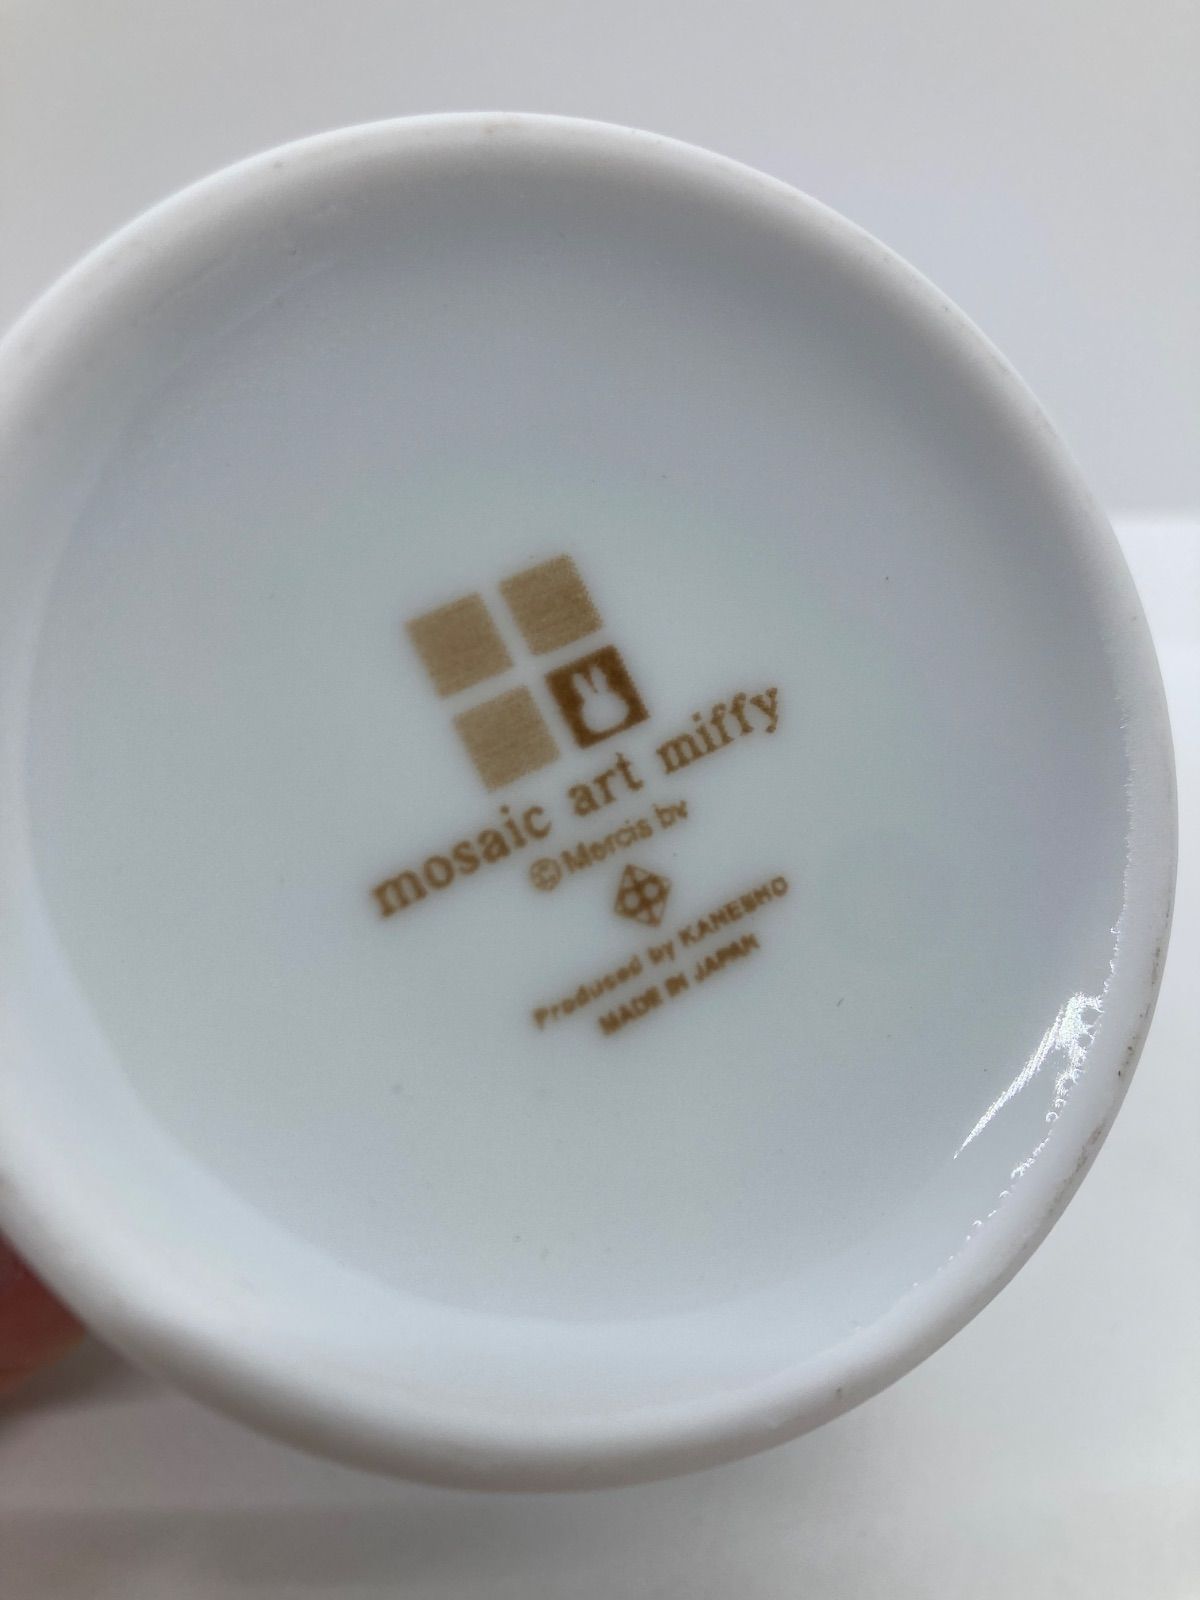 mosaic art miffy
©Mercis bv
Produced by KANESHO
MADE IN JAPAN